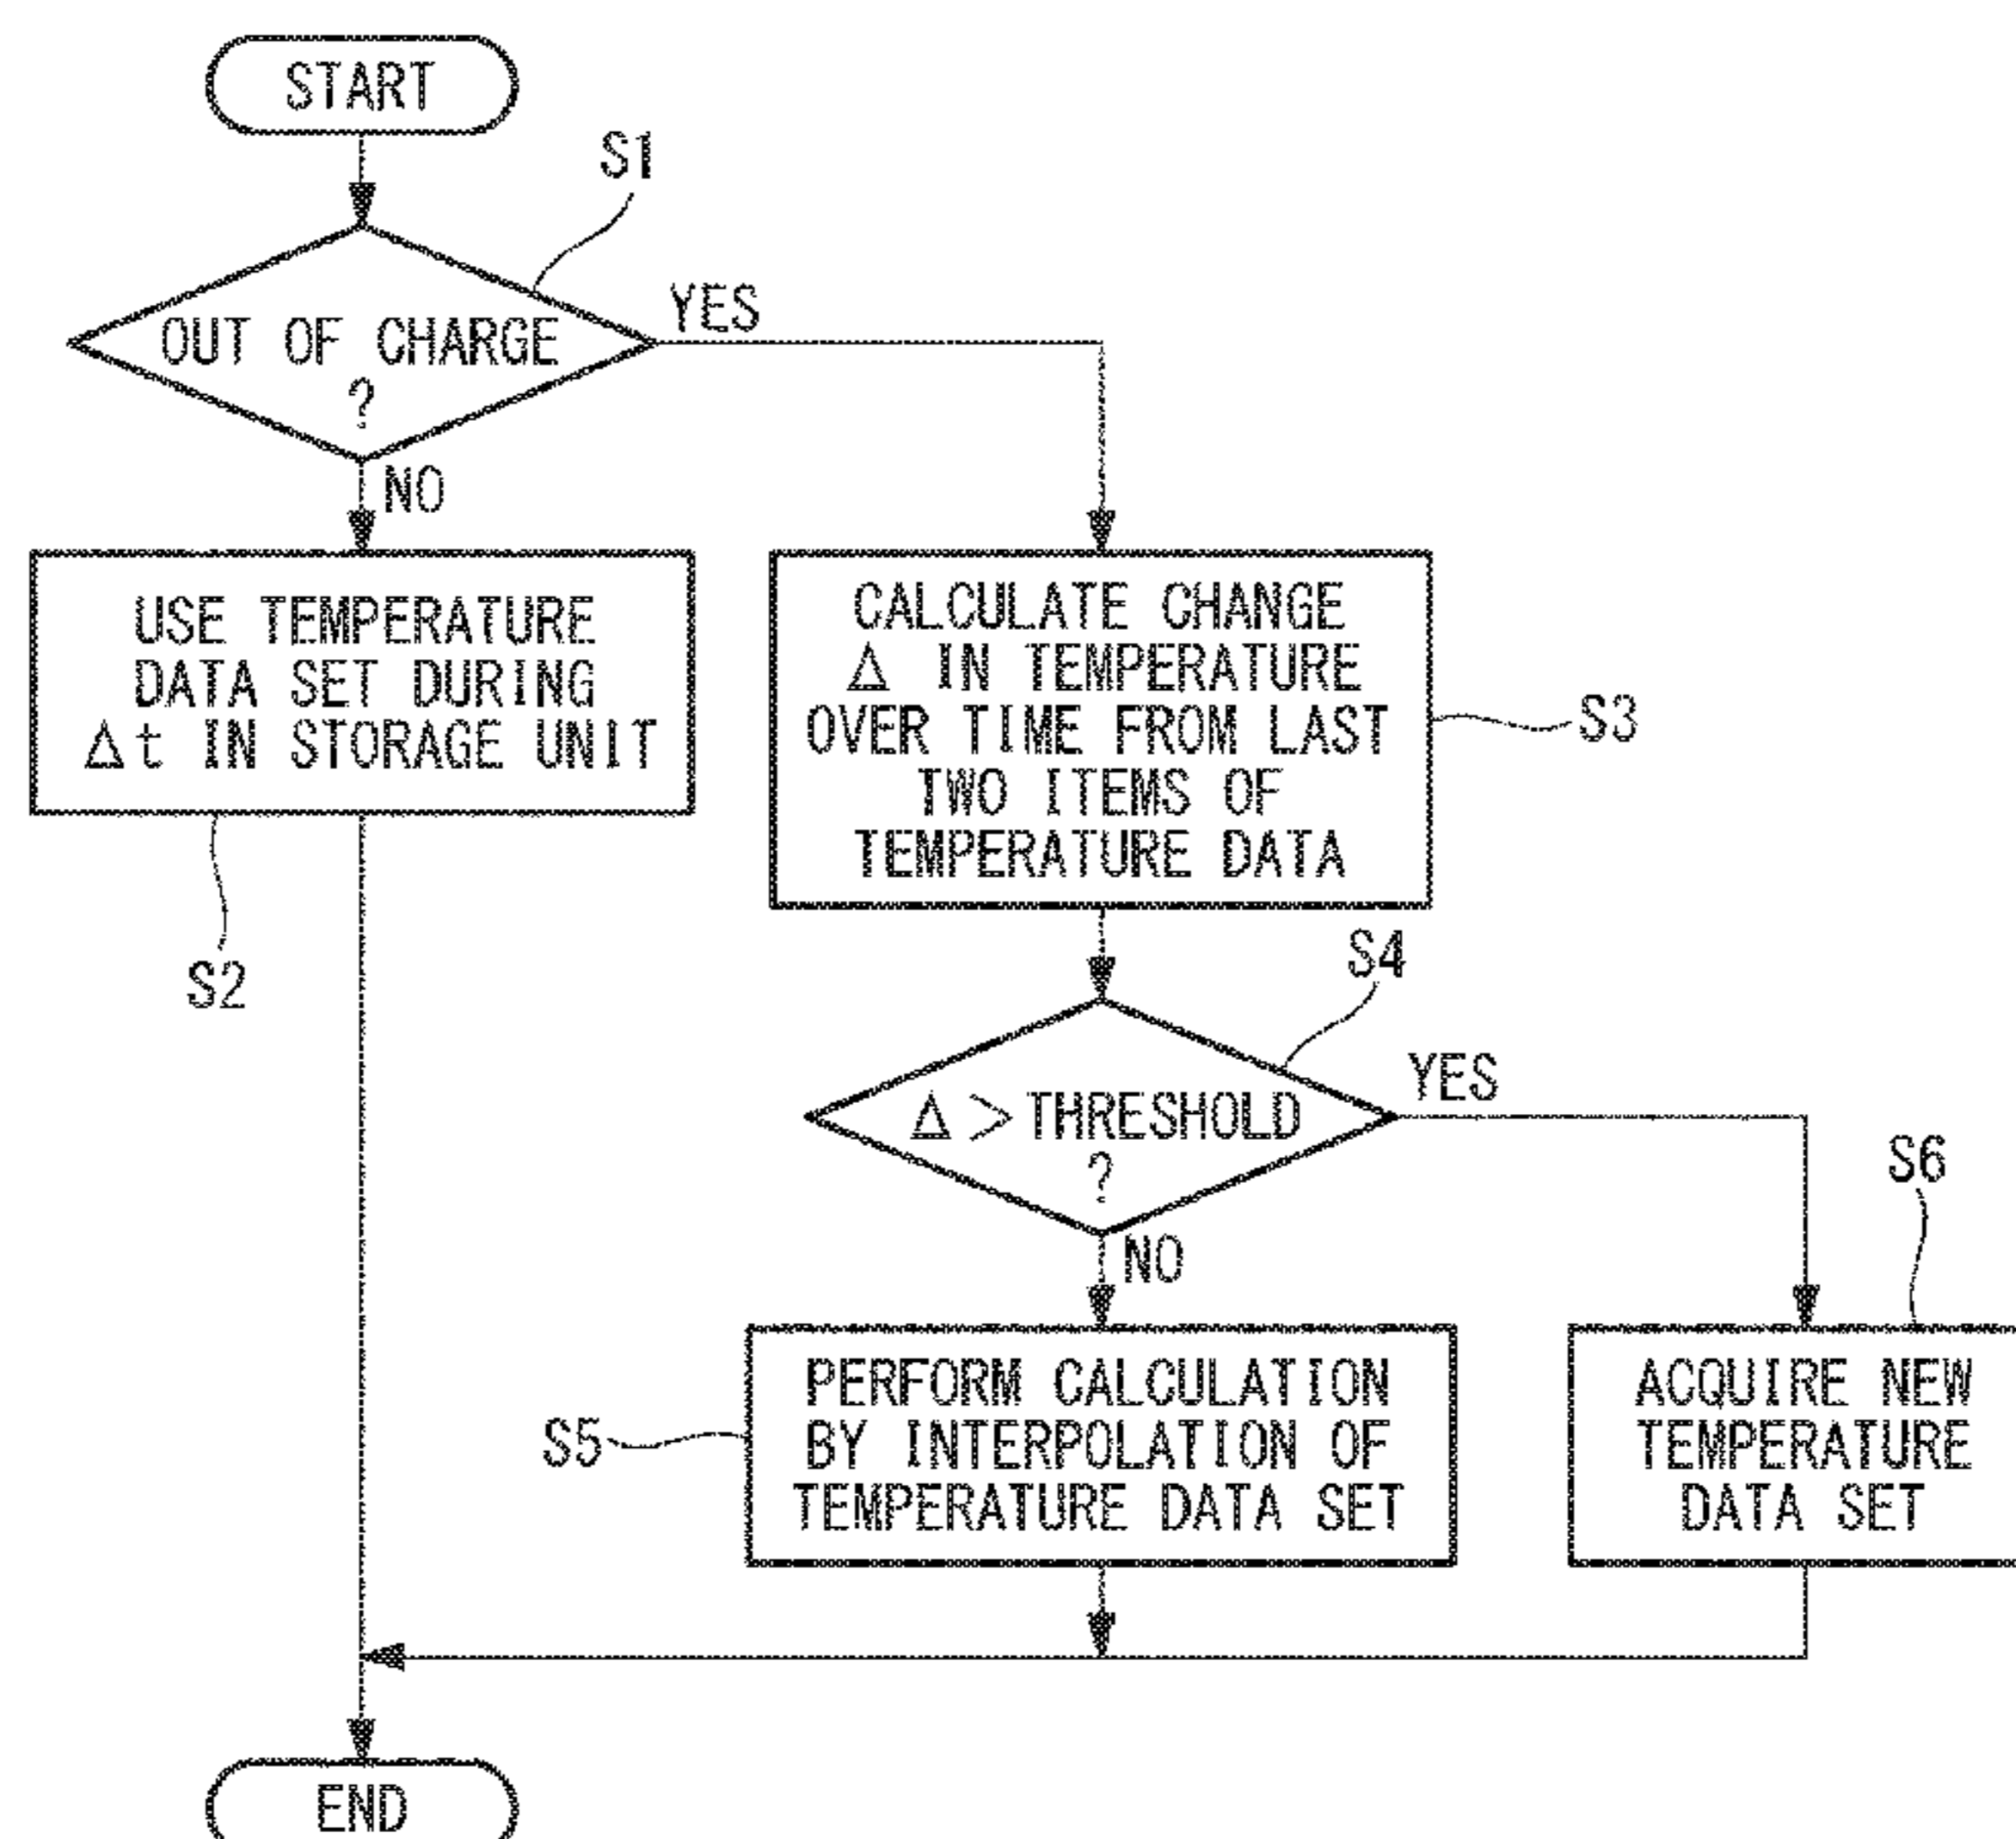 START
S1
OUT OF CHARGE
?
YES
NO
USE TEMPERATURE
DATA SET DURING
Δt IN STORAGE UNIT
S2
CALCULATE CHANGE
Δ IN TEMPERATURE
OVER TIME FROM LAST
TWO ITEMS OF
TEMPERATURE DATA
S3
S4
Δ > THRESHOLD
?
YES
NO
S5
PERFORM CALCULATION
BY INTERPOLATION OF
TEMPERATURE DATA SET
S6
ACQUIRE NEW
TEMPERATURE
DATA SET
END